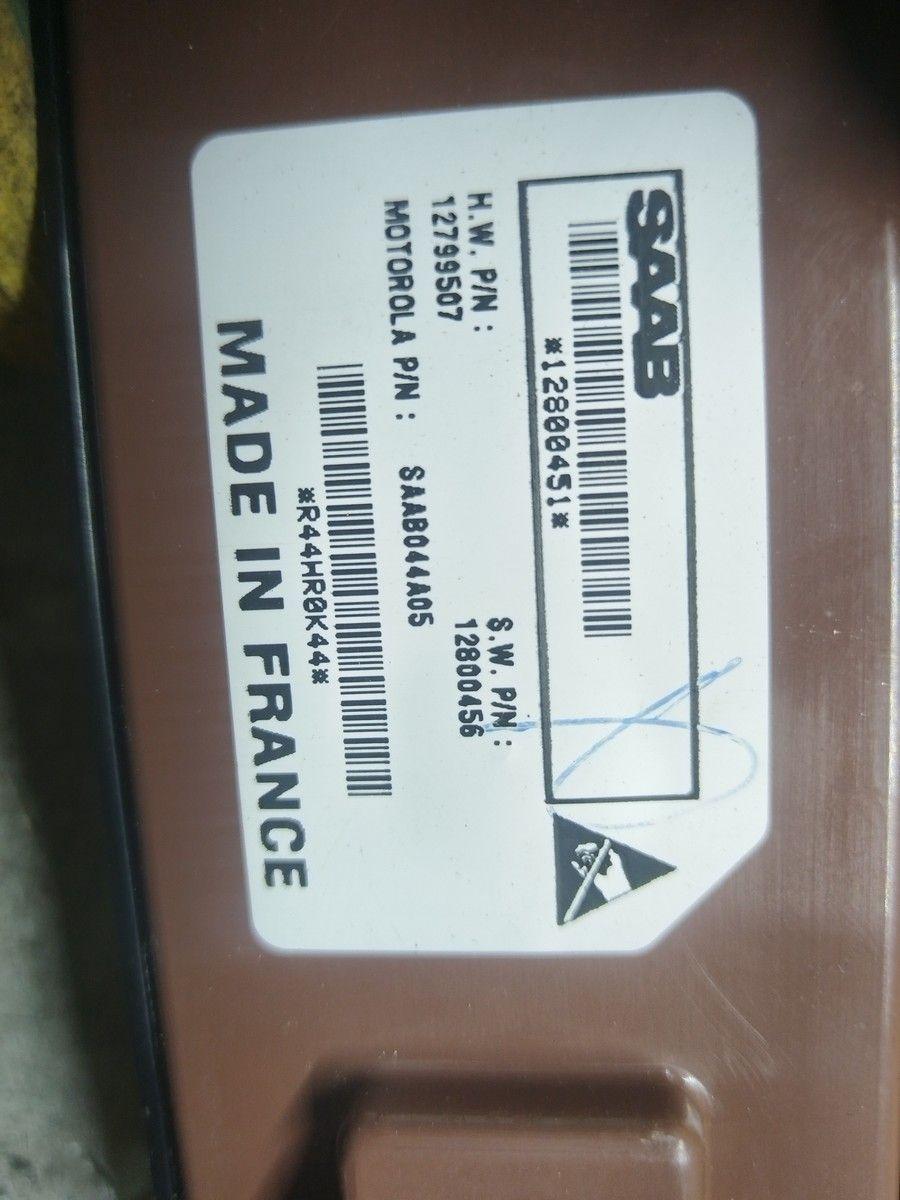 SAAB
*12800451*
H.W. P/N :
12799507
S.W. P/N :
12800456
MOTOROLA P/N : SAAB044A05
*R44HR0K44*
MADE IN FRANCE